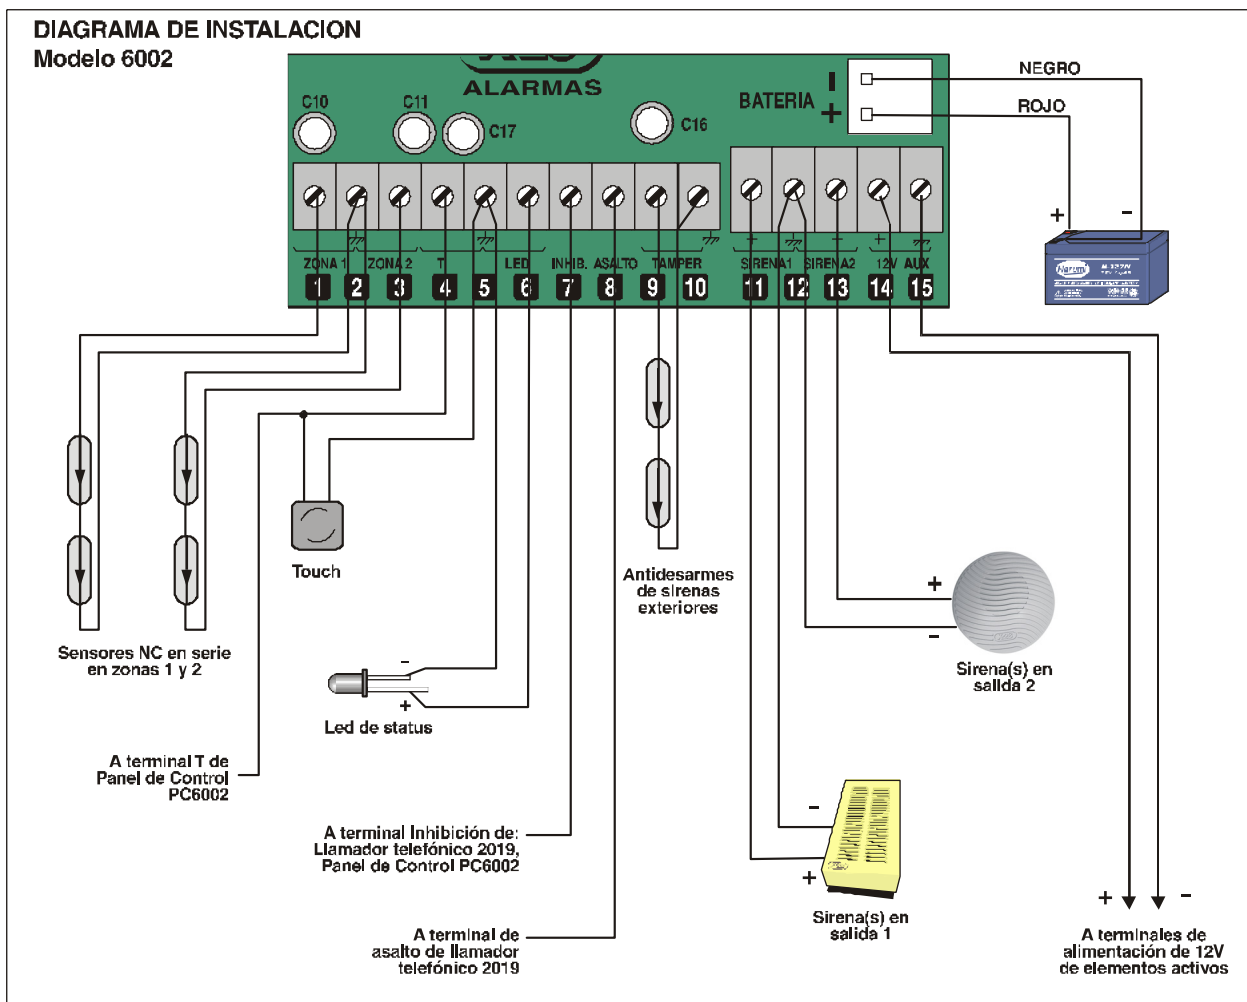 DIAGRAMA DE INSTALACION
Modelo 6002
ALARMAS
C10
C11
C17
C16
BATERIA
-
+
NEGRO
ROJO
+ -
+ + + 
ZONA 1 ZONA 2 T LED INHIB. ASALTO TAMPER SIRENA1 SIRENA2 12V AUX
1 2 3 4 5 6 7 8 9 10 11 12 13 14 15
Touch
Antidesarmes
de sirenas
exteriores
Sensores NC en serie
en zonas 1 y 2
-
+
Led de status
+
-
Sirena(s) en
salida 2
A terminal T de
Panel de Control
PC6002
A terminal Inhibición de:
Llamador telefónico 2019,
Panel de Control PC6002
-
+
Sirena(s) en
salida 1
A terminal de
asalto de llamador
telefónico 2019
+ -
A terminales de
alimentación de 12V
de elementos activos